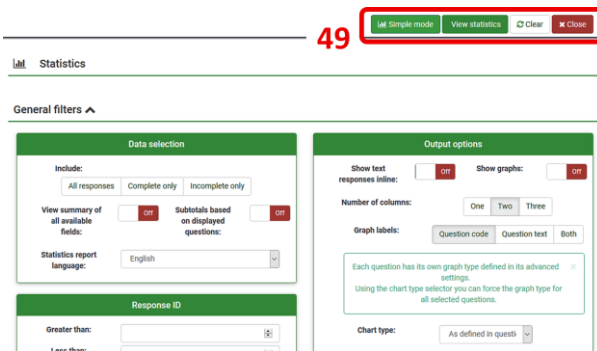 49
Simple mode View statistics Clear Close
Statistics
General filters
Data selection
Include:
All responses Complete only Incomplete only
View summary of all available fields: Off
Subtotals based on displayed questions: Off
Statistics report language: English
Response ID
Greater than:
Less than:
Output options
Show text responses inline: Off
Show graphs: Off
Number of columns: One Two Three
Graph labels: Question code Question text Both
Each question has its own graph type defined in its advanced
settings.
Using the chart type selector you can force the graph type for
all selected questions.
Chart type: As defined in questi